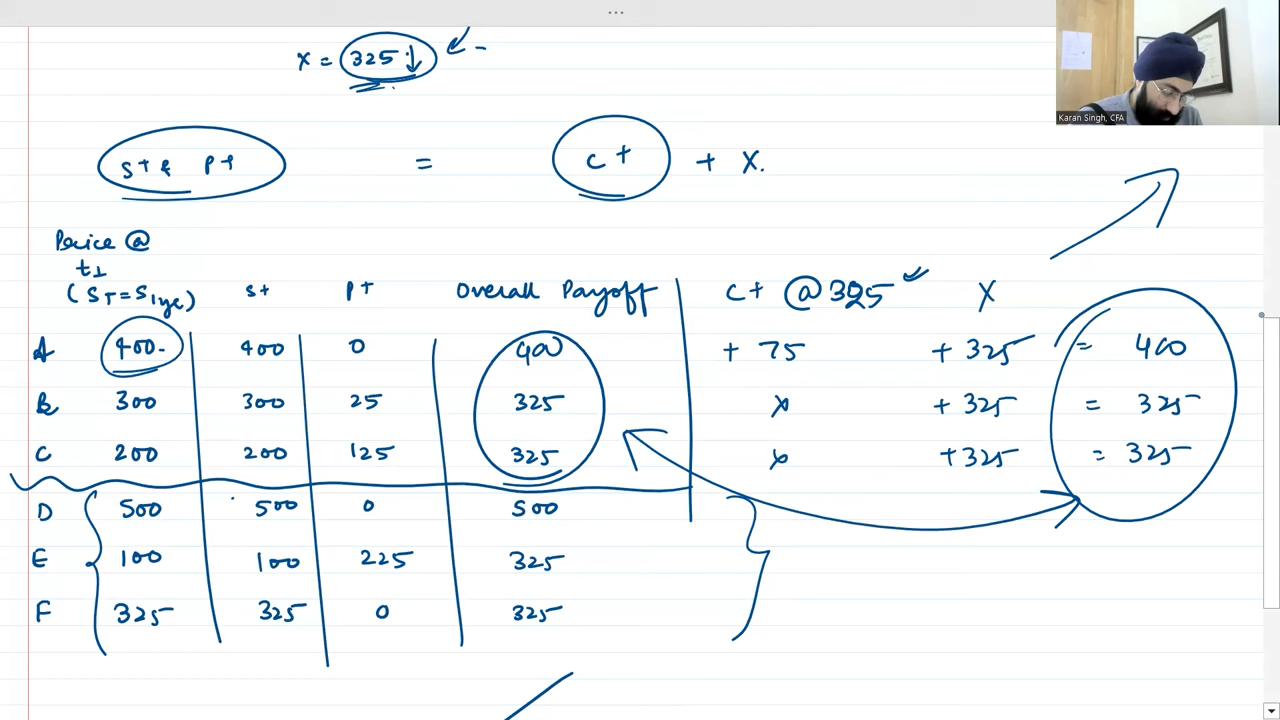 x = 325 ↓
Karan Singh, CFA
S+ & P+ = C+ + X.
Price @
t1
(ST = S1yr) S+ P+ Overall Payoff C+ @ 325 X
A 400 400 0 400 + 75 + 325 = 400
B 300 300 25 325 x + 325 = 325
C 200 200 125 325 x + 325 = 325
D 500 500 0 500
E 100 100 225 325
F 325 325 0 325